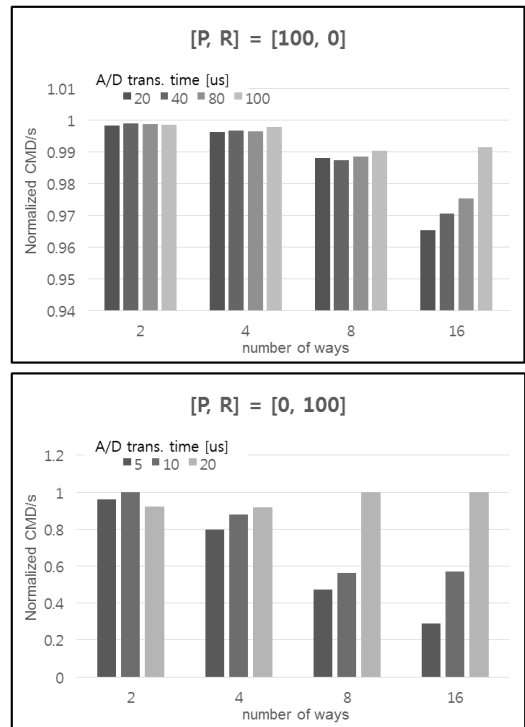 [P, R] = [100, 0]
A/D trans. time [us]
20 40 80 100
Normalized CMD/s
1.01
1
0.99
0.98
0.97
0.96
0.95
0.94
2 4 8 16
number of ways
[P, R] = [0, 100]
A/D trans. time [us]
5 10 20
Normalized CMD/s
1.2
1
0.8
0.6
0.4
0.2
0
2 4 8 16
number of ways